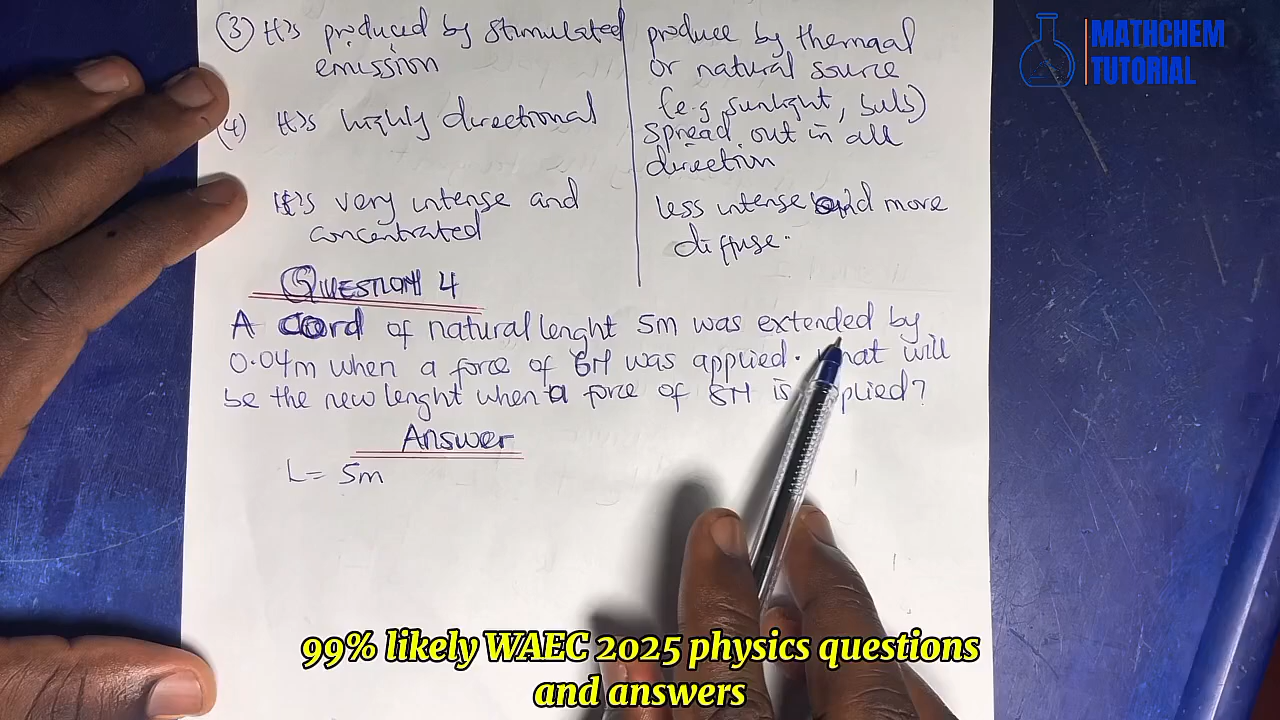 MATHCHEM
TUTORIAL
(3) It's produced by stimulated
emission
produce by themaal
or natural source
(e.g sunlight, bulb)
(4) It's highly directional
Spread out in all
direction
It's very intense and
concentrated
less intense and more
diffuse.
QUESTION 4
A Cord of natural lenght 5m was extended by
0.04m when a force of 6N was applied. What will
be the new lenght when a force of 8N is applied?
Answer
L= 5m
99% likely WAEC 2025 physics questions
and answers